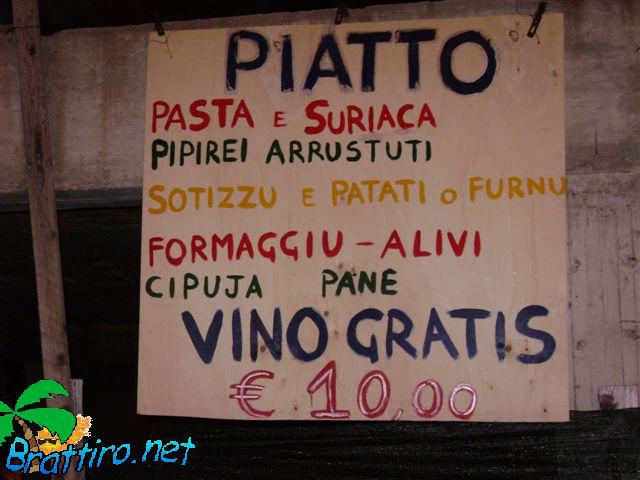 PIATTO
PASTA E SURIACA
PIPIREI ARRUSTUTI
SOTIZZU E PATATI O FURNU
FORMAGGIU - ALIVI
CIPUJA PANE
VINO GRATIS
€ 10,00
Brattiro.net